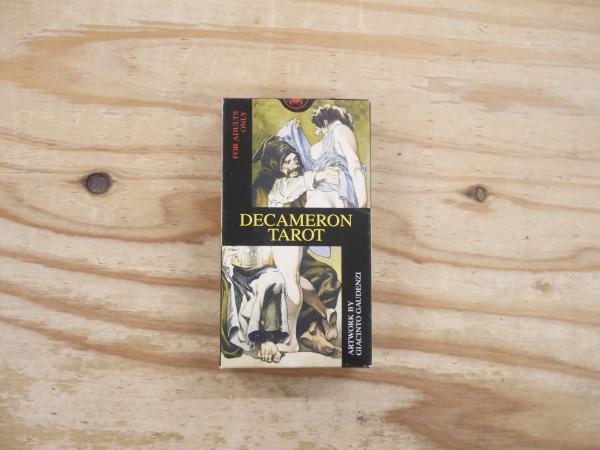 FOR ADULTS
ONLY
DECAMERON
TAROT
ARTWORK BY
GIACINTO GAUDENZI